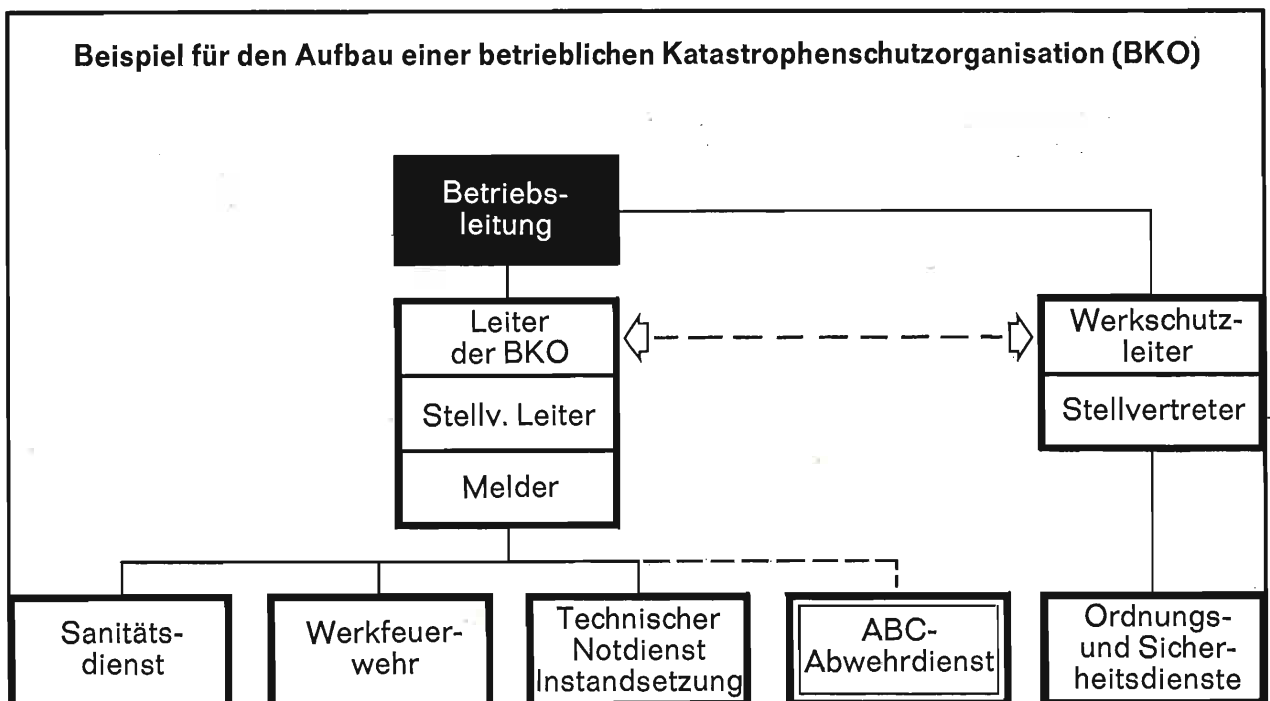 Beispiel für den Aufbau einer betrieblichen Katastrophenschutzorganisation (BKO)
Betriebs-
leitung
Leiter
der BKO
Stellv. Leiter
Melder
Werkschutz-
leiter
Stellvertreter
Sanitäts-
dienst
Werkfeuer-
wehr
Technischer
Notdienst
Instandsetzung
ABC-
Abwehrdienst
Ordnungs-
und Sicher-
heitsdienste